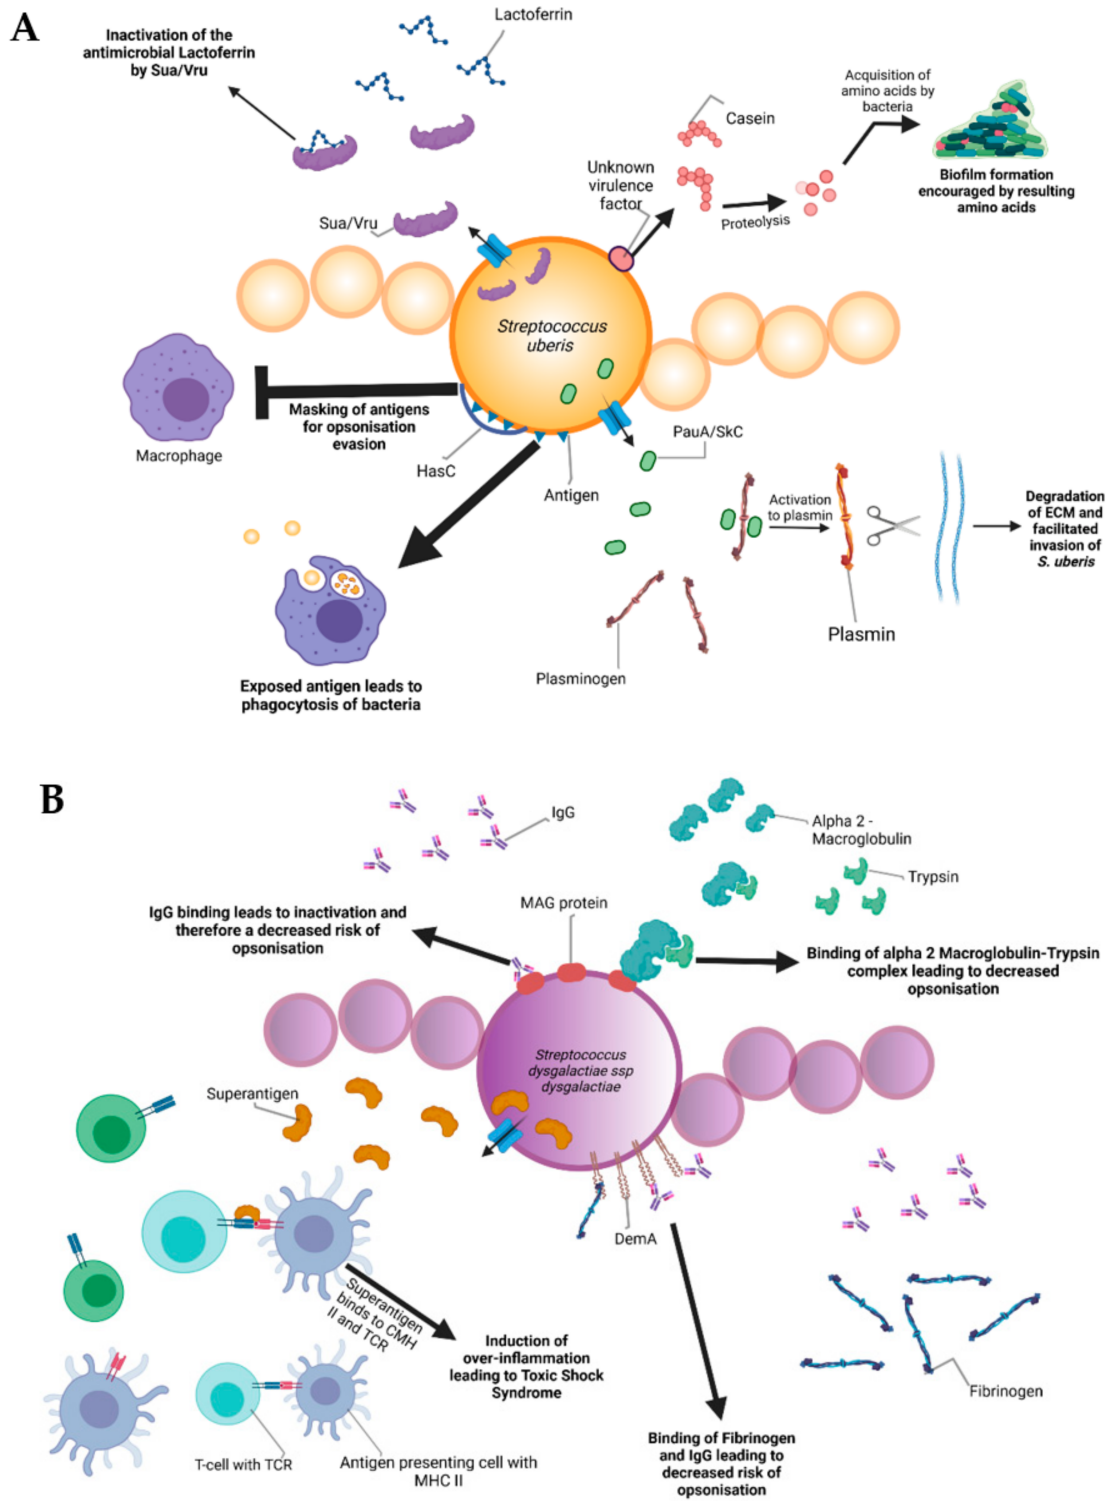 A
Inactivation of the
antimicrobial Lactoferrin
by Sua/Vru
Lactoferrin
Casein
Acquisition of
amino acids by
bacteria
Unknown
virulence
factor
Proteolysis
Biofilm formation
encouraged by resulting
amino acids
Sua/Vru
Streptococcus
uberis
Macrophage
Masking of antigens
for opsonisation
evasion
HasC
Antigen
PauA/SkC
Activation
to plasmin
Degradation
of ECM and
facilitated
invasion of
S. uberis
Plasmin
Plasminogen
Exposed antigen leads to
phagocytosis of bacteria
B
IgG
Alpha 2 -
Macroglobulin
Trypsin
MAG protein
IgG binding leads to inactivation and
therefore a decreased risk of
opsonisation
Binding of alpha 2 Macroglobulin-Trypsin
complex leading to decreased
opsonisation
Streptococcus
dysgalactiae ssp
dysgalactiae
Superantigen
DemA
Superantigen
binds to CMH
II and TCR
Induction of
over-inflammation
leading to Toxic Shock
Syndrome
Fibrinogen
T-cell with TCR
Antigen presenting cell with
MHC II
Binding of Fibrinogen
and IgG leading to
decreased risk of
opsonisation